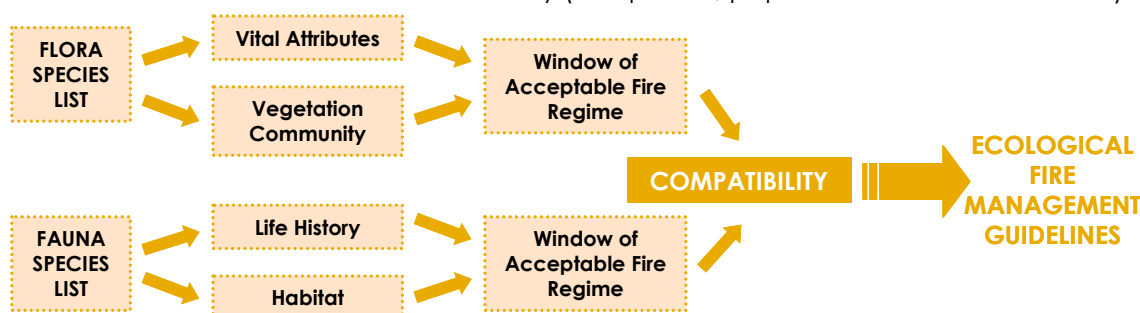 FLORA
SPECIES
LIST
Vital Attributes
Vegetation
Community
Window of
Acceptable Fire
Regime
COMPATIBILITY
ECOLOGICAL
FIRE
MANAGEMENT
GUIDELINES
FAUNA
SPECIES
LIST
Life History
Habitat
Window of
Acceptable Fire
Regime